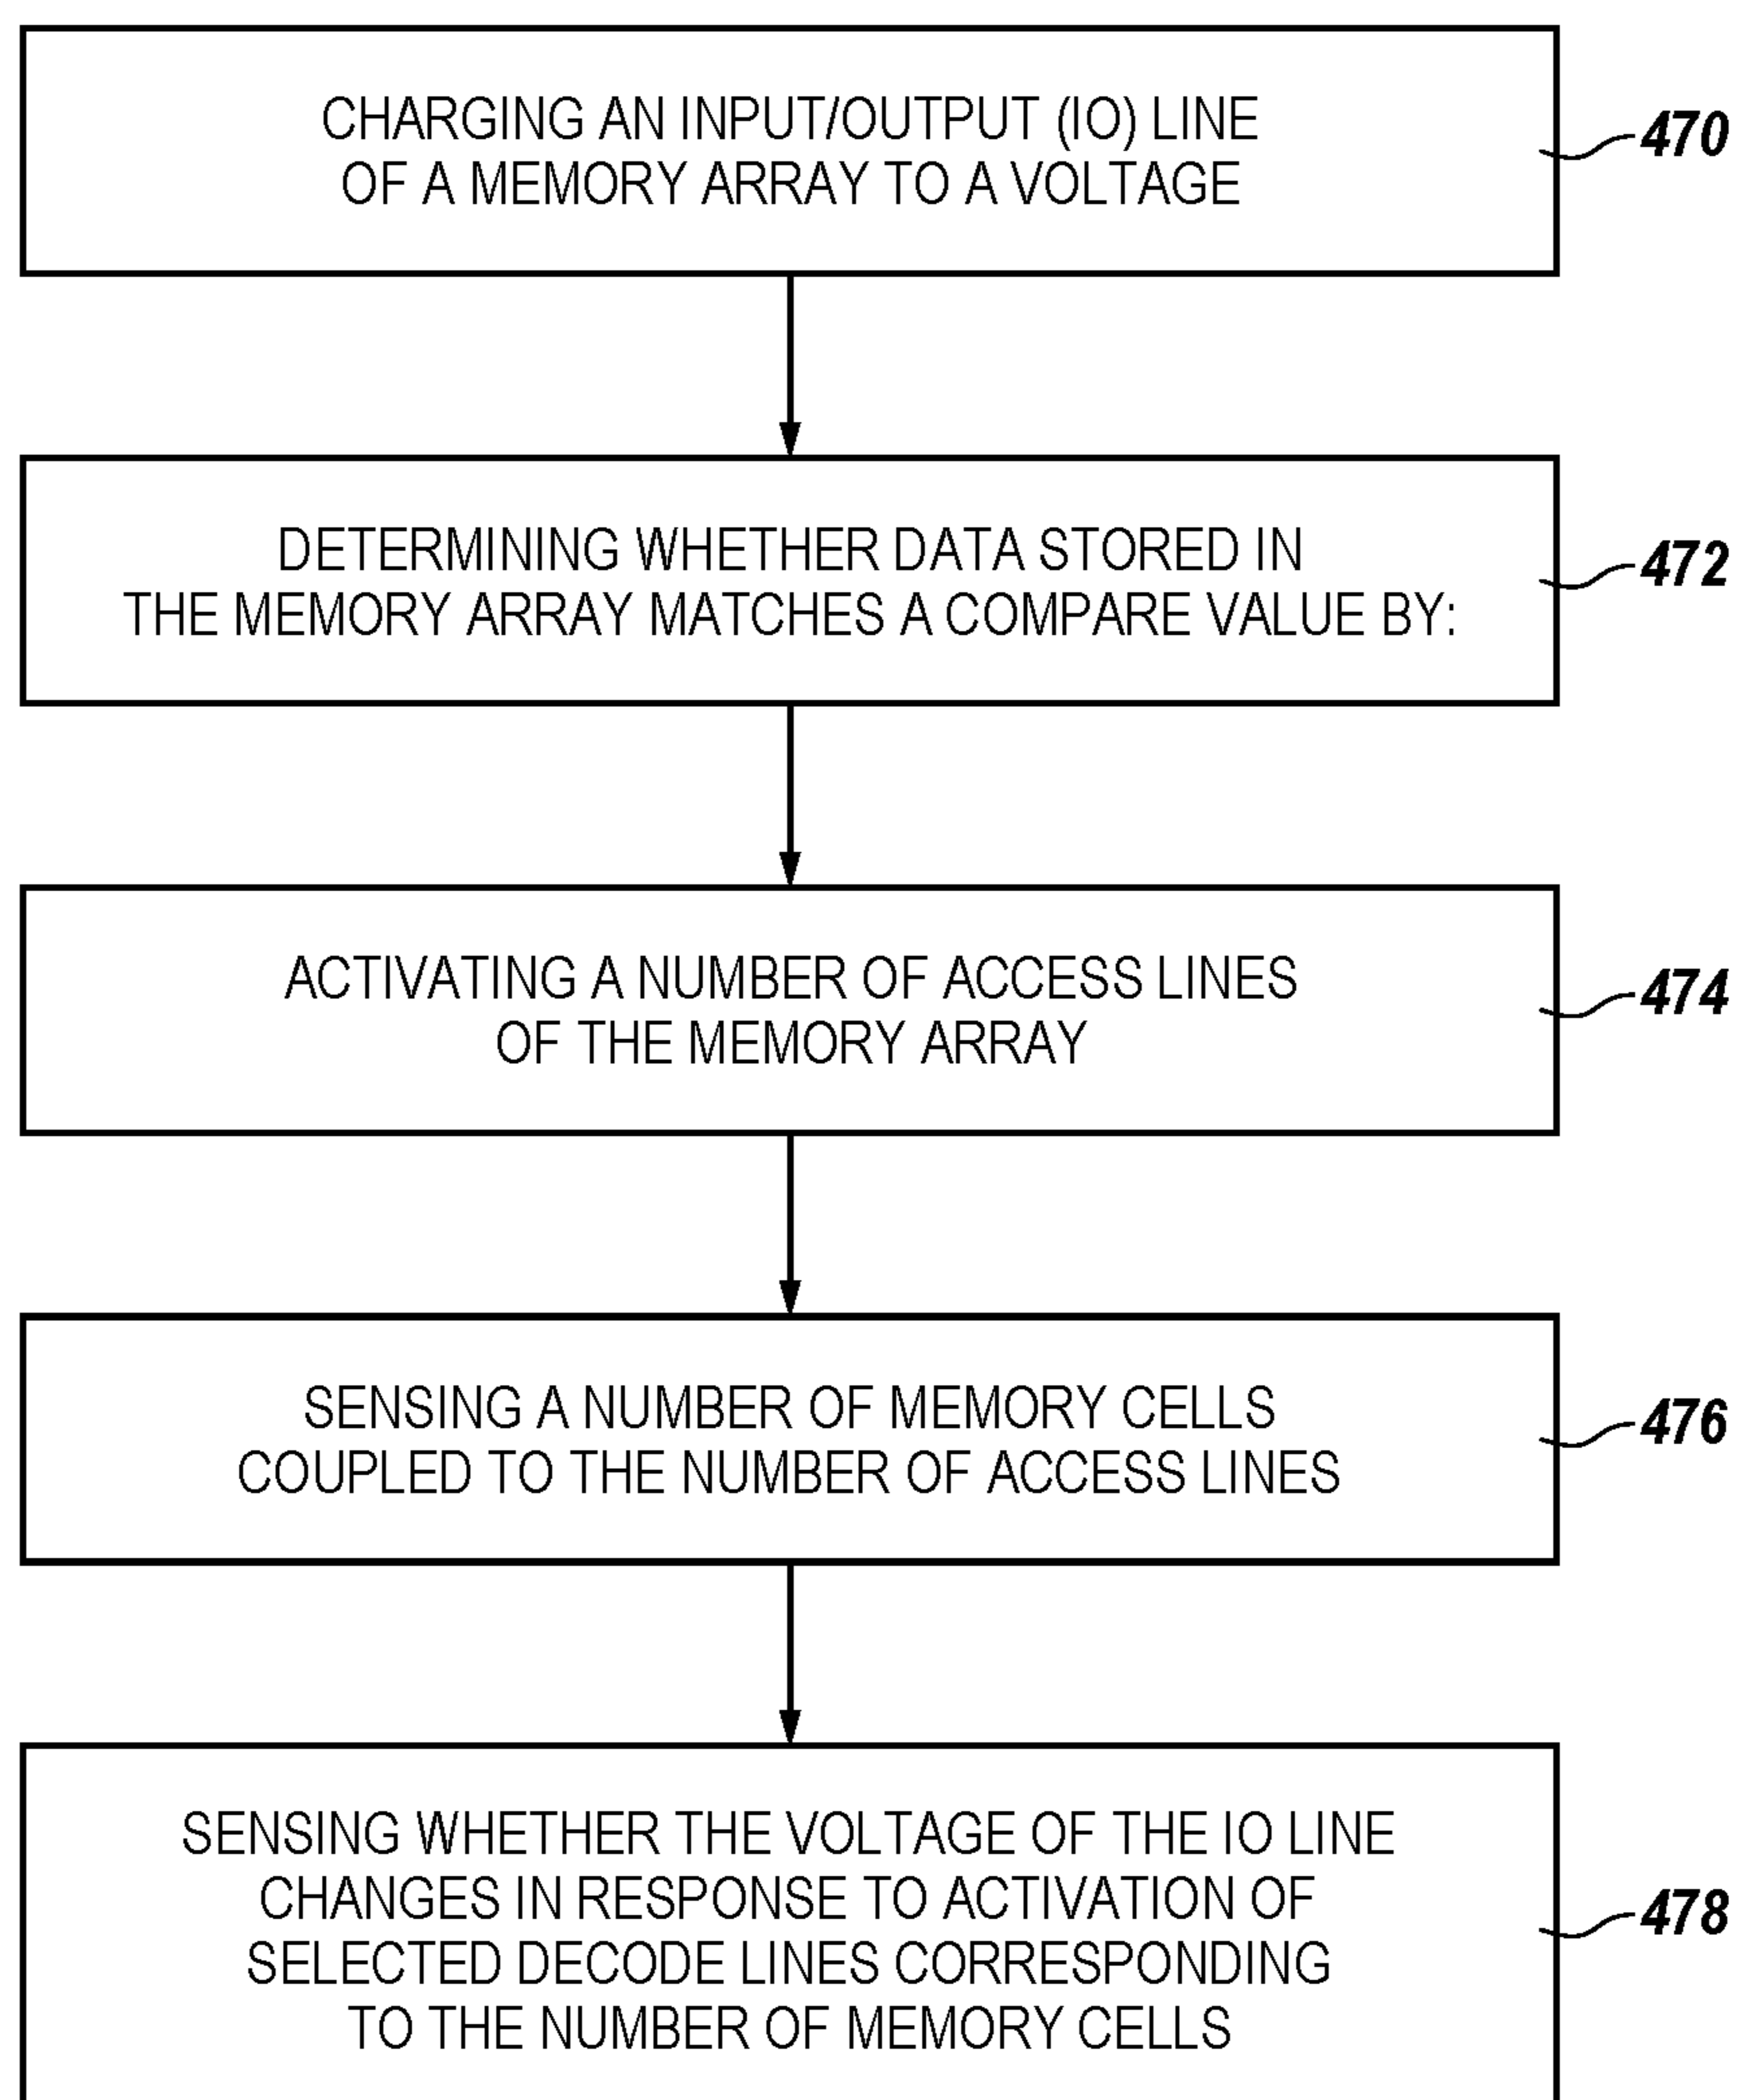 CHARGING AN INPUT/OUTPUT (IO) LINE
OF A MEMORY ARRAY TO A VOLTAGE
470
DETERMINING WHETHER DATA STORED IN
THE MEMORY ARRAY MATCHES A COMPARE VALUE BY:
472
ACTIVATING A NUMBER OF ACCESS LINES
OF THE MEMORY ARRAY
474
SENSING A NUMBER OF MEMORY CELLS
COUPLED TO THE NUMBER OF ACCESS LINES
476
SENSING WHETHER THE VOLTAGE OF THE IO LINE
CHANGES IN RESPONSE TO ACTIVATION OF
SELECTED DECODE LINES CORRESPONDING
TO THE NUMBER OF MEMORY CELLS
478